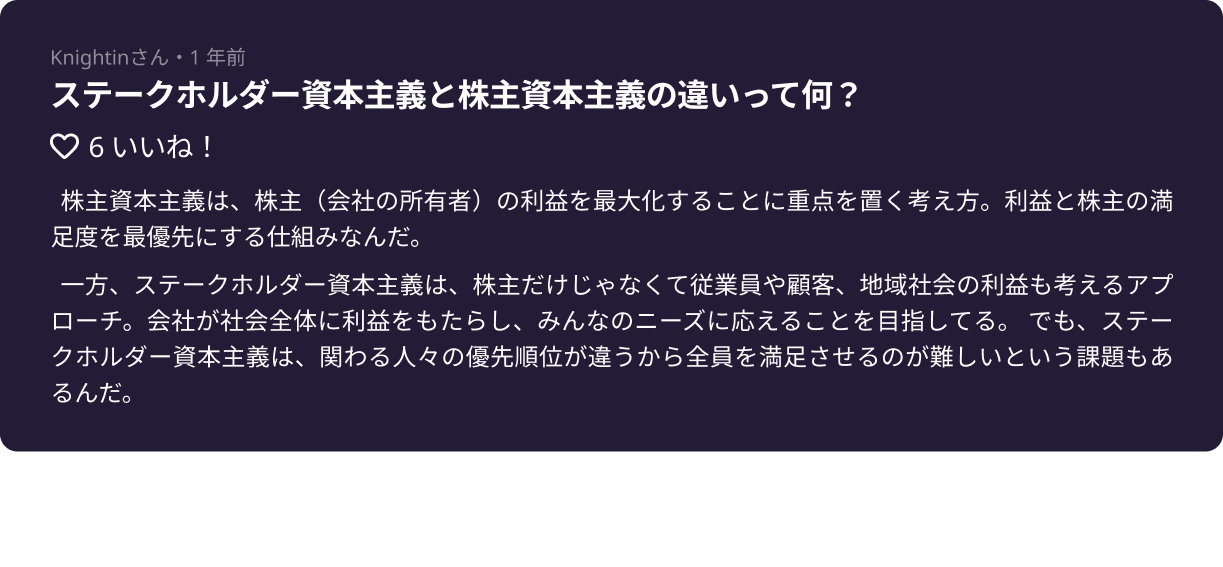 Knightinさん・1 年前
ステークホルダー資本主義と株主資本主義の違いって何？
6 いいね！
株主資本主義は、株主（会社の所有者）の利益を最大化することに重点を置く考え方。利益と株主の満
足度を最優先にする仕組みなんだ。
一方、ステークホルダー資本主義は、株主だけじゃなくて従業員や顧客、地域社会の利益も考えるアプ
ローチ。会社が社会全体に利益をもたらし、みんなのニーズに応えることを目指してる。 でも、ステー
クホルダー資本主義は、関わる人々の優先順位が違うから全員を満足させるのが難しいという課題もあ
るんだ。